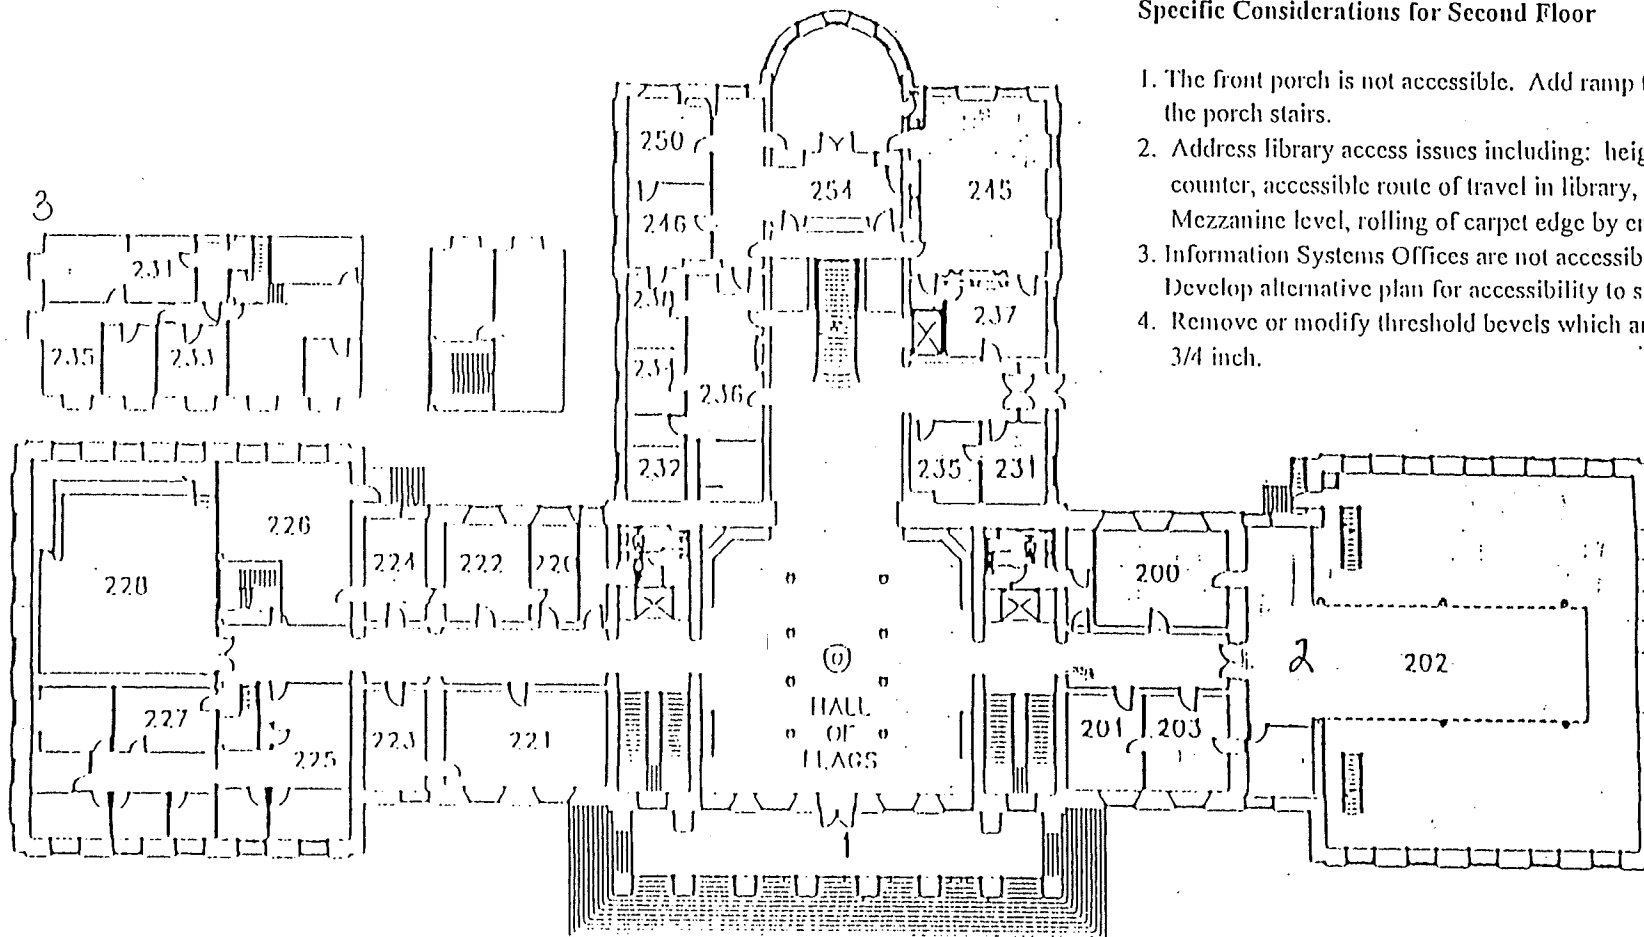 Specific Considerations for Second Floor
1. The front porch is not accessible. Add ramp
the porch stairs.
2. Address library access issues including:
counter, accessible route of travel in library,
Mezzanine level, rolling of carpet edge by
3. Information Systems Offices are not
Develop alternative plan for accessibility to
4. Remove or modify threshold bevels which
3/4 inch.
250
254
245
246
3
231
237
235
233
236
232
235
231
226
224
222
200
228
2
202
227
225
223
221
HALL
OF
FLAGS
201
203
1